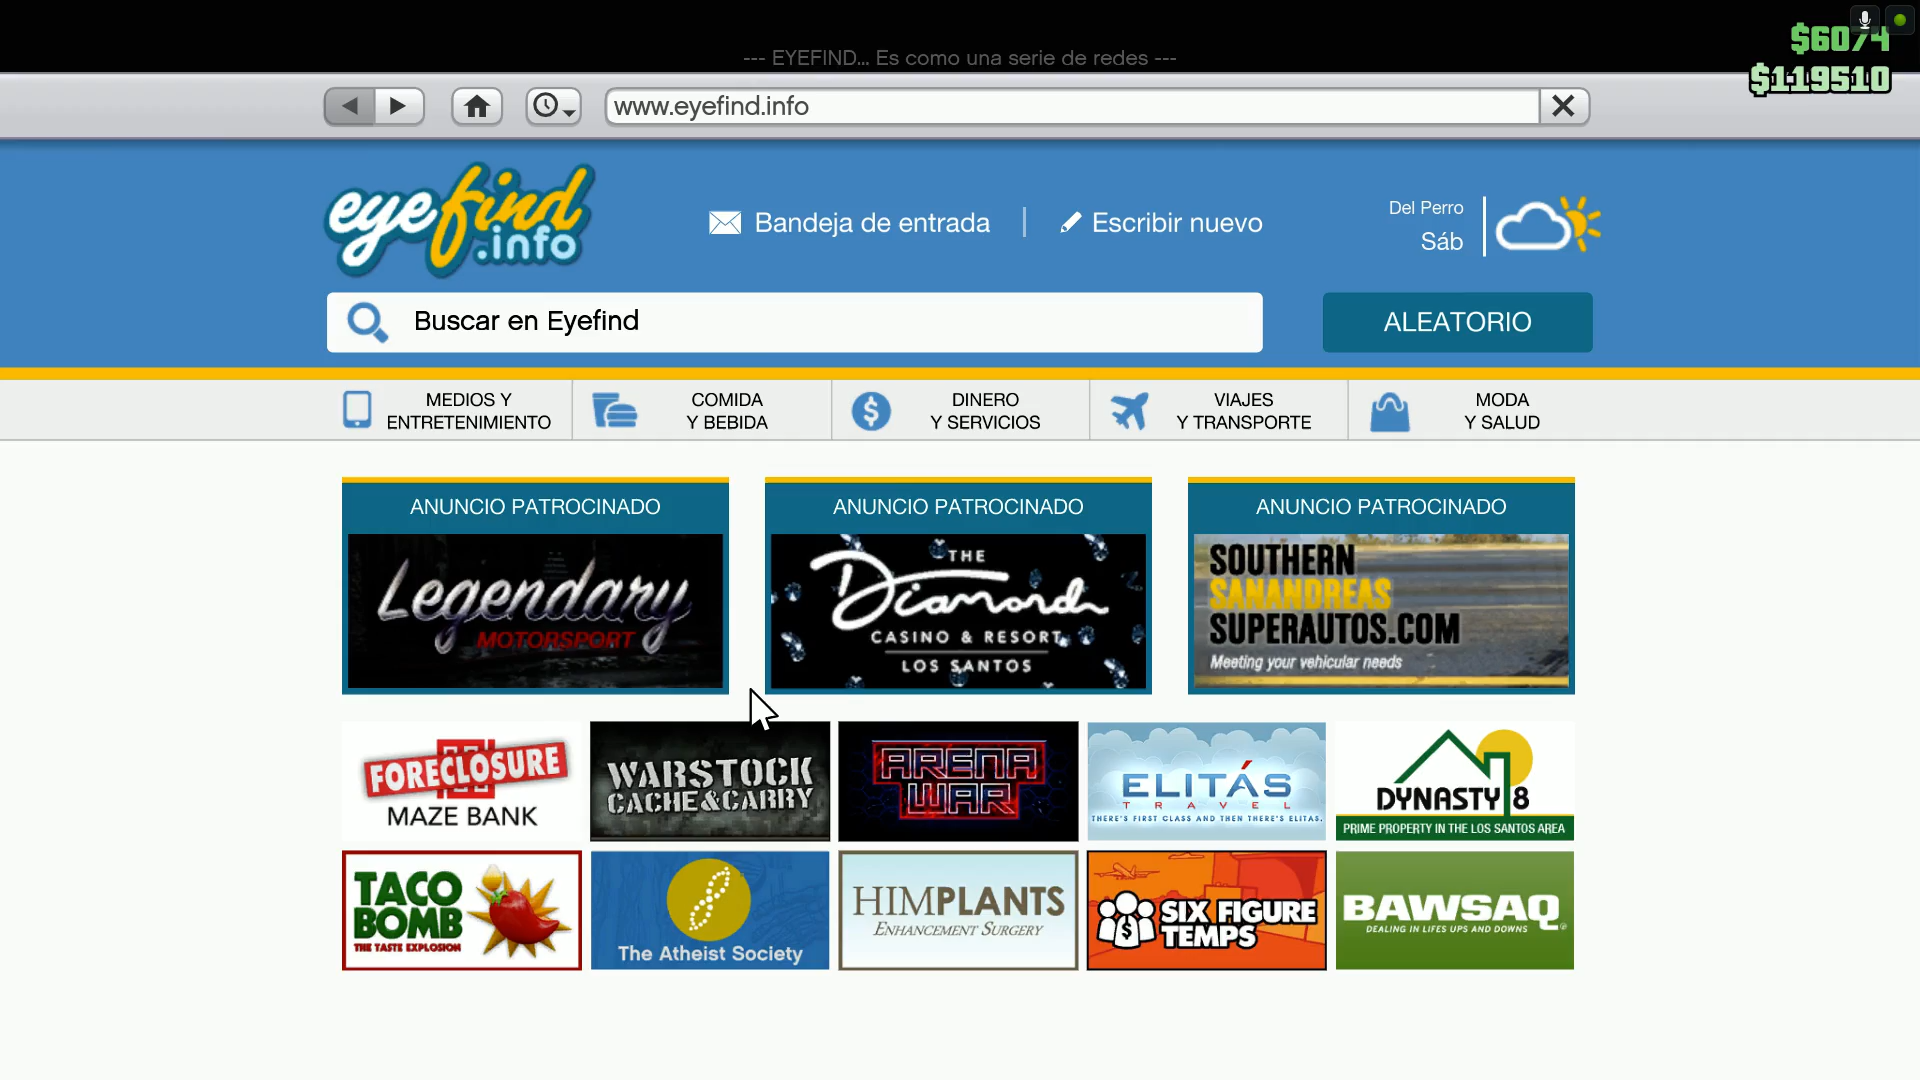 $6074
--- EYEFIND... Es como una serie de redes ---
$119510
www.eyefind.info
eyefind
.info
Bandeja de entrada
Escribir nuevo
Del Perro
Sáb
Buscar en Eyefind
ALEATORIO
MEDIOS Y
ENTRETENIMIENTO
COMIDA
Y BEBIDA
DINERO
Y SERVICIOS
VIAJES
Y TRANSPORTE
MODA
Y SALUD
ANUNCIO PATROCINADO
Legendary
MOTORSPORT
ANUNCIO PATROCINADO
THE
Diamond
CASINO & RESORT
LOS SANTOS
ANUNCIO PATROCINADO
SOUTHERN
SANANDREAS
SUPERAUTOS.COM
Meeting your vehicular needs
FORECLOSURE
MAZE BANK
WARSTOCK
CACHE&CARRY
ARENA
WAR
ELITÁS
TRAVEL
THERE'S FIRST CLASS AND THEN THERE'S ELITAS.
DYNASTY 8
PRIME PROPERTY IN THE LOS SANTOS AREA
TACO
BOMB
THE TASTE EXPLOSION
The Atheist Society
HIMPLANTS
ENHANCEMENT SURGERY
SIX FIGURE
TEMPS
BAWSAQ
DEALING IN LIFES UPS AND DOWNS